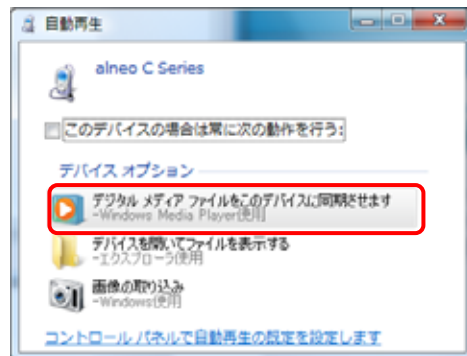 自動再生
alneo C Series
このデバイスの場合は常に次の動作を行う:
デバイス オプション
デジタル メディア ファイルをこのデバイスに同期させます
-Windows Media Player使用
デバイスを開いてファイルを表示する
-エクスプローラ使用
画像の取り込み
-Windows使用
コントロール パネルで自動再生の既定を設定します